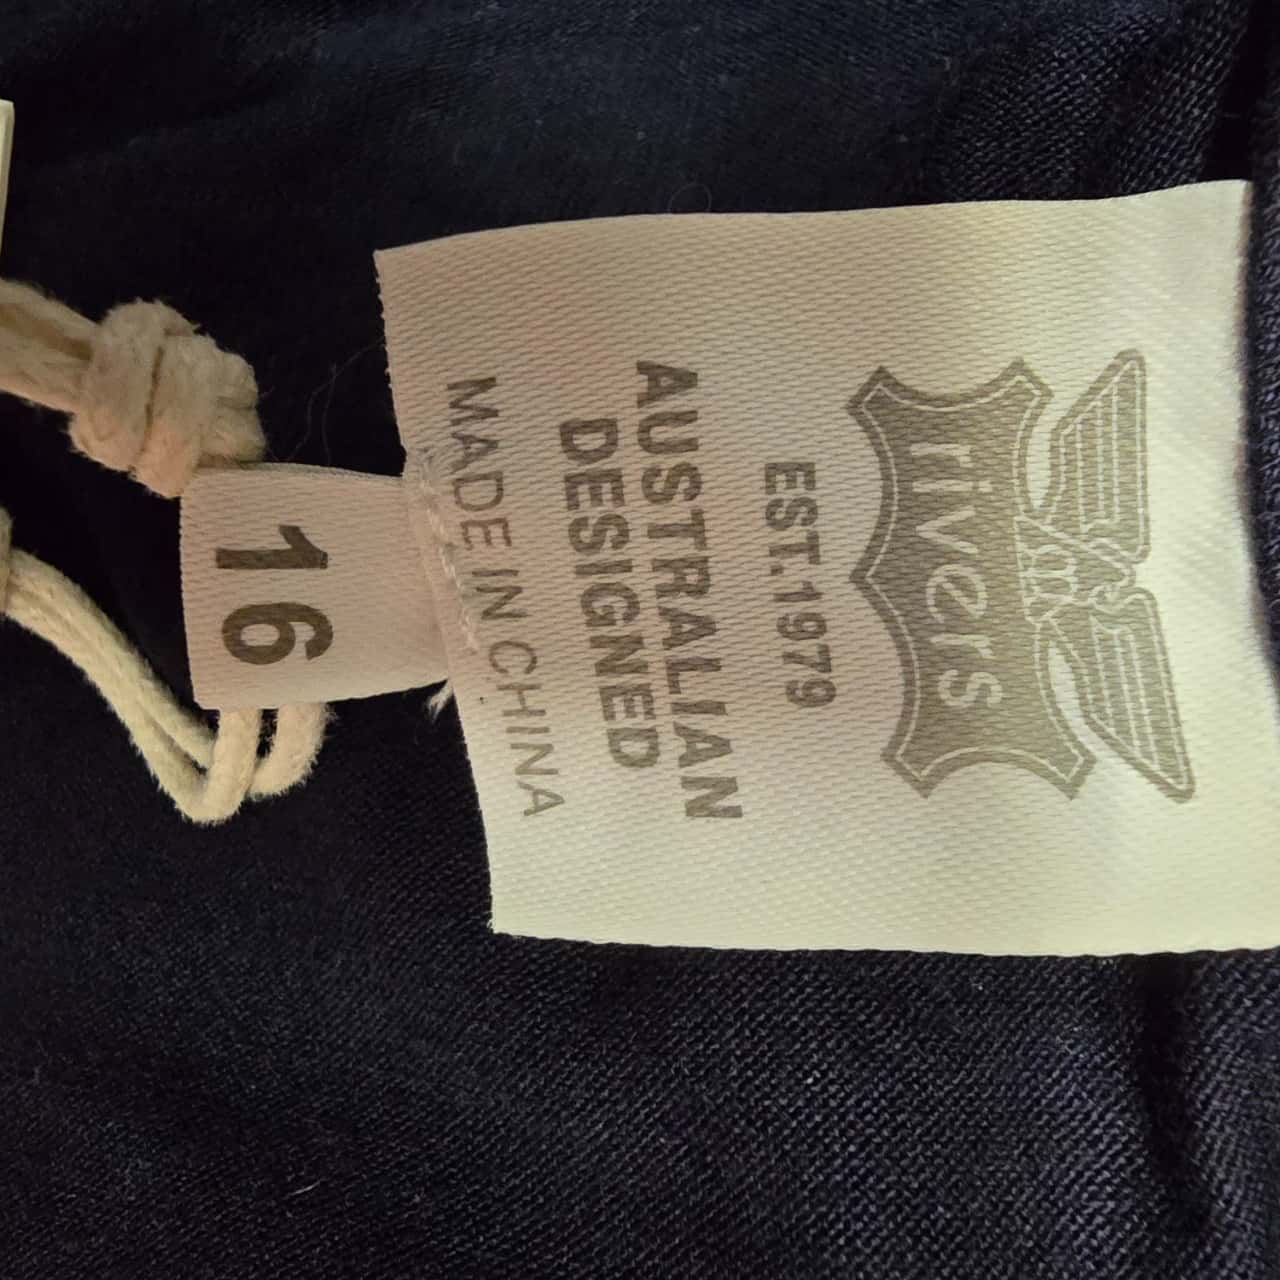 rivers
EST.1979
AUSTRALIAN
DESIGNED
MADE IN CHINA
16